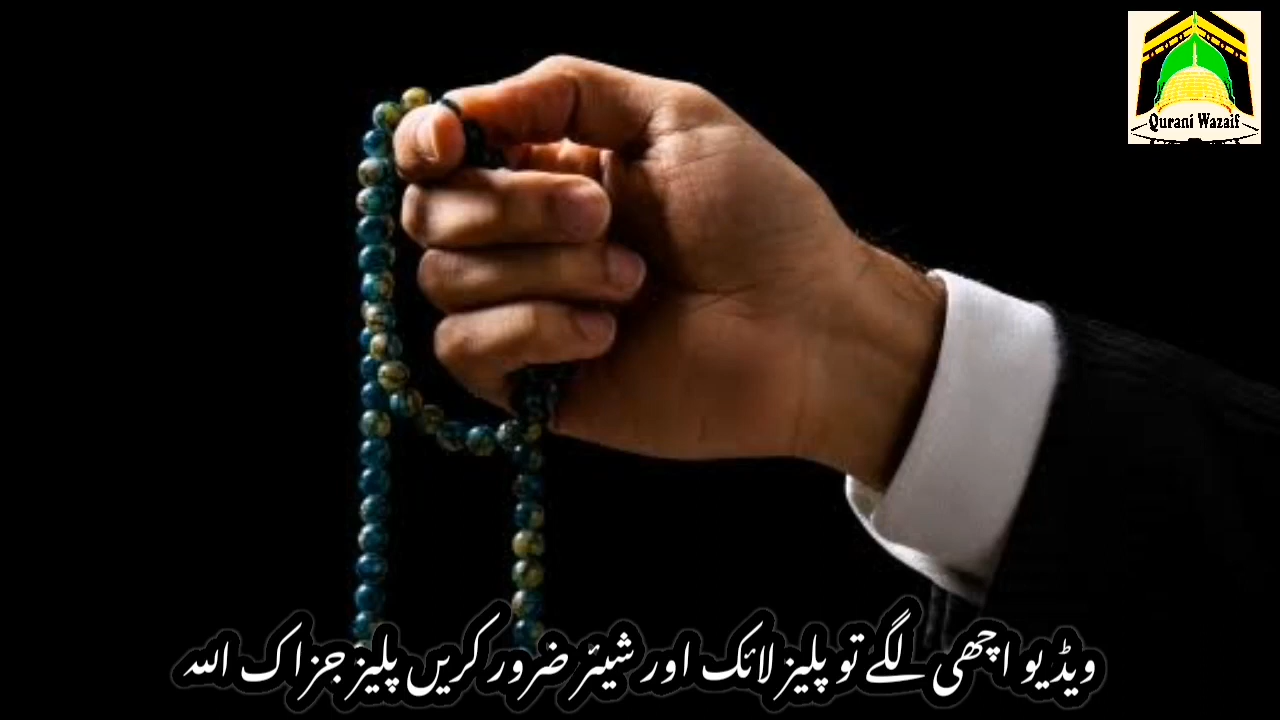 Qurani Wazaif
ویڈیو اچھی لگے تو پلیز لائک اور شیئر ضرور کریں پلیز جزاک اللہ